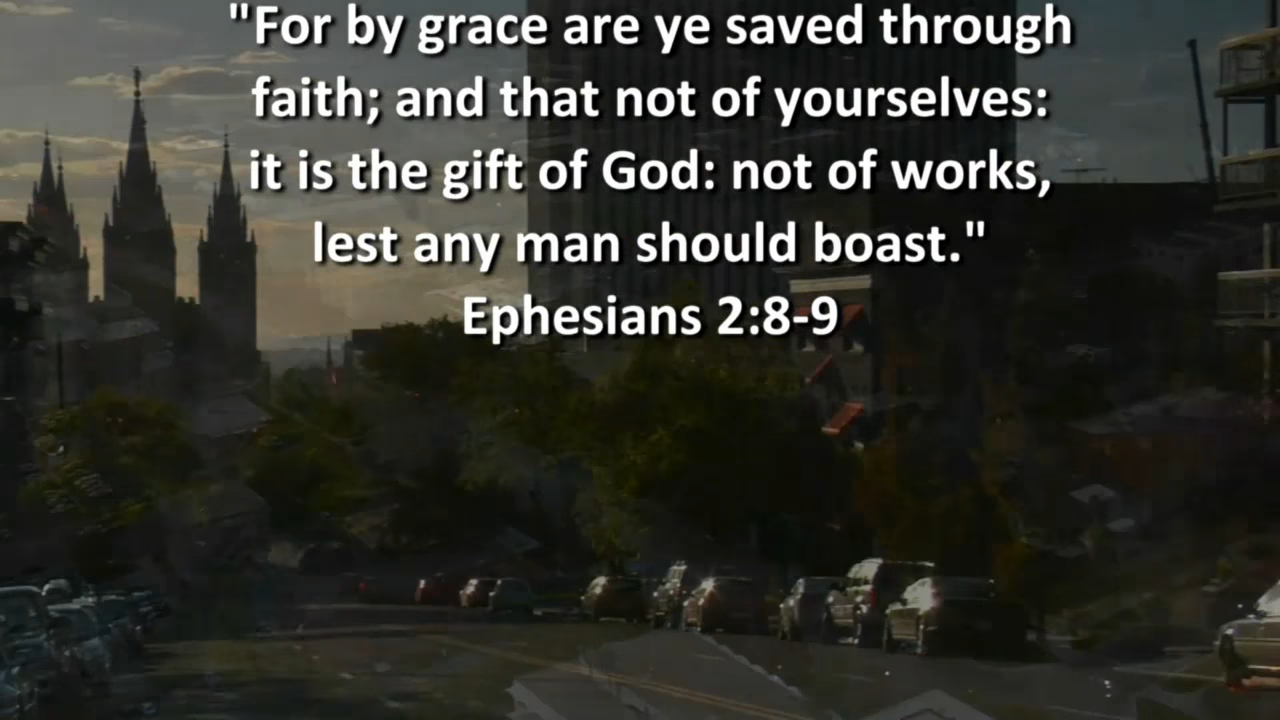 "For by grace are ye saved through
faith; and that not of yourselves:
it is the gift of God: not of works,
lest any man should boast."
Ephesians 2:8-9